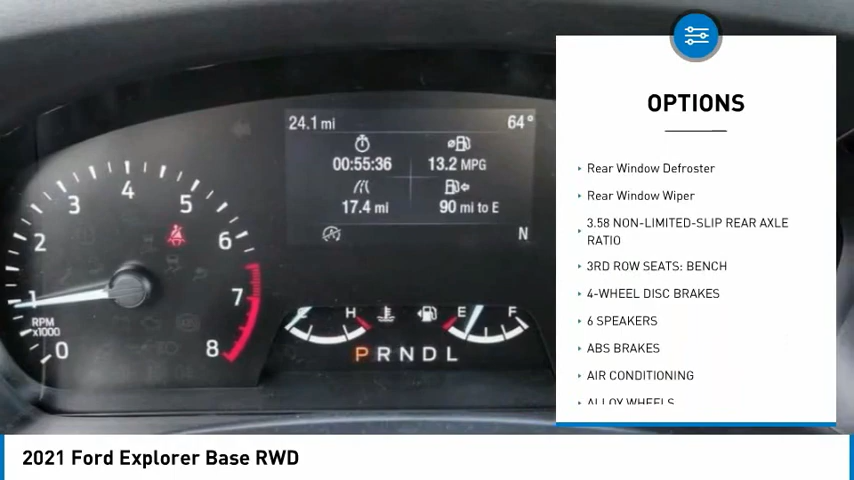 24.1 mi 64°
00:55:36 13.2 MPG
17.4 mi 90 mi to E
N
0 1 2 3 4 5 6 7 8
RPM
x1000
C H E F
P R N D L
OPTIONS
Rear Window Defroster
Rear Window Wiper
3.58 NON-LIMITED-SLIP REAR AXLE
RATIO
3RD ROW SEATS: BENCH
4-WHEEL DISC BRAKES
6 SPEAKERS
ABS BRAKES
AIR CONDITIONING
ALLOY WHEELS
2021 Ford Explorer Base RWD